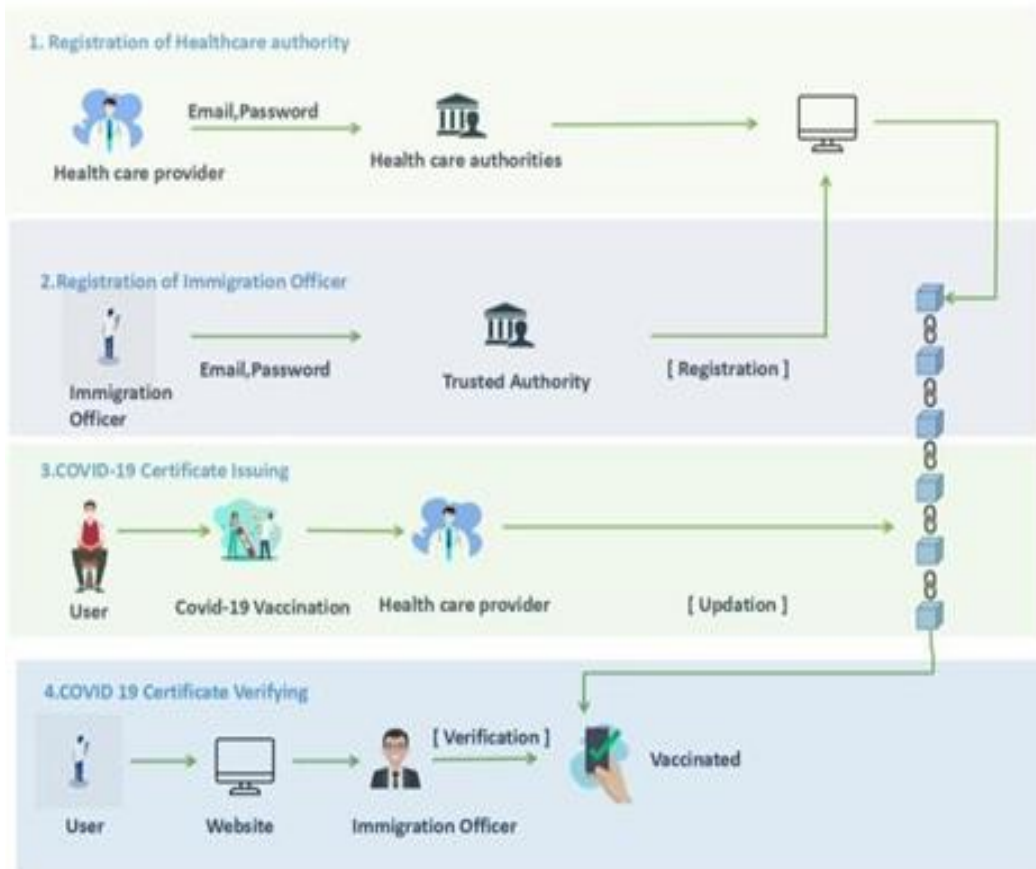 1. Registration of Healthcare authority
Email,Password
Health care provider
Health care authorities
2.Registration of Immigration Officer
Email,Password
Immigration
Officer
Trusted Authority
[ Registration ]
3.COVID-19 Certificate Issuing
User
Covid-19 Vaccination
Health care provider
[ Updation ]
4.COVID 19 Certificate Verifying
[ Verification ]
Vaccinated
User
Website
Immigration Officer